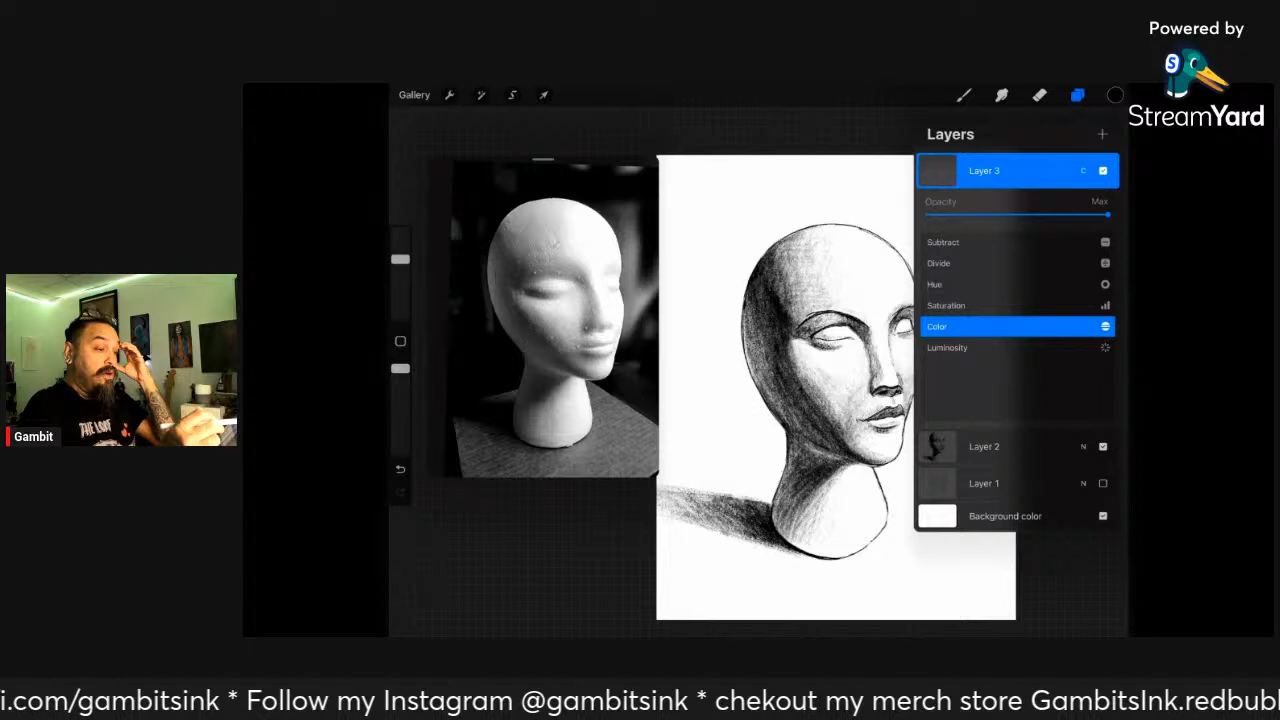 Powered by
StreamYard
Gallery
Layers
Layer 3
C
Opacity
Max
Subtract
Divide
Hue
Saturation
Color
Luminosity
Layer 2
N
Layer 1
N
Background color
Gambit
i.com/gambitsink * Follow my Instagram @gambitsink * chekout my merch store GambitsInk.redbubl